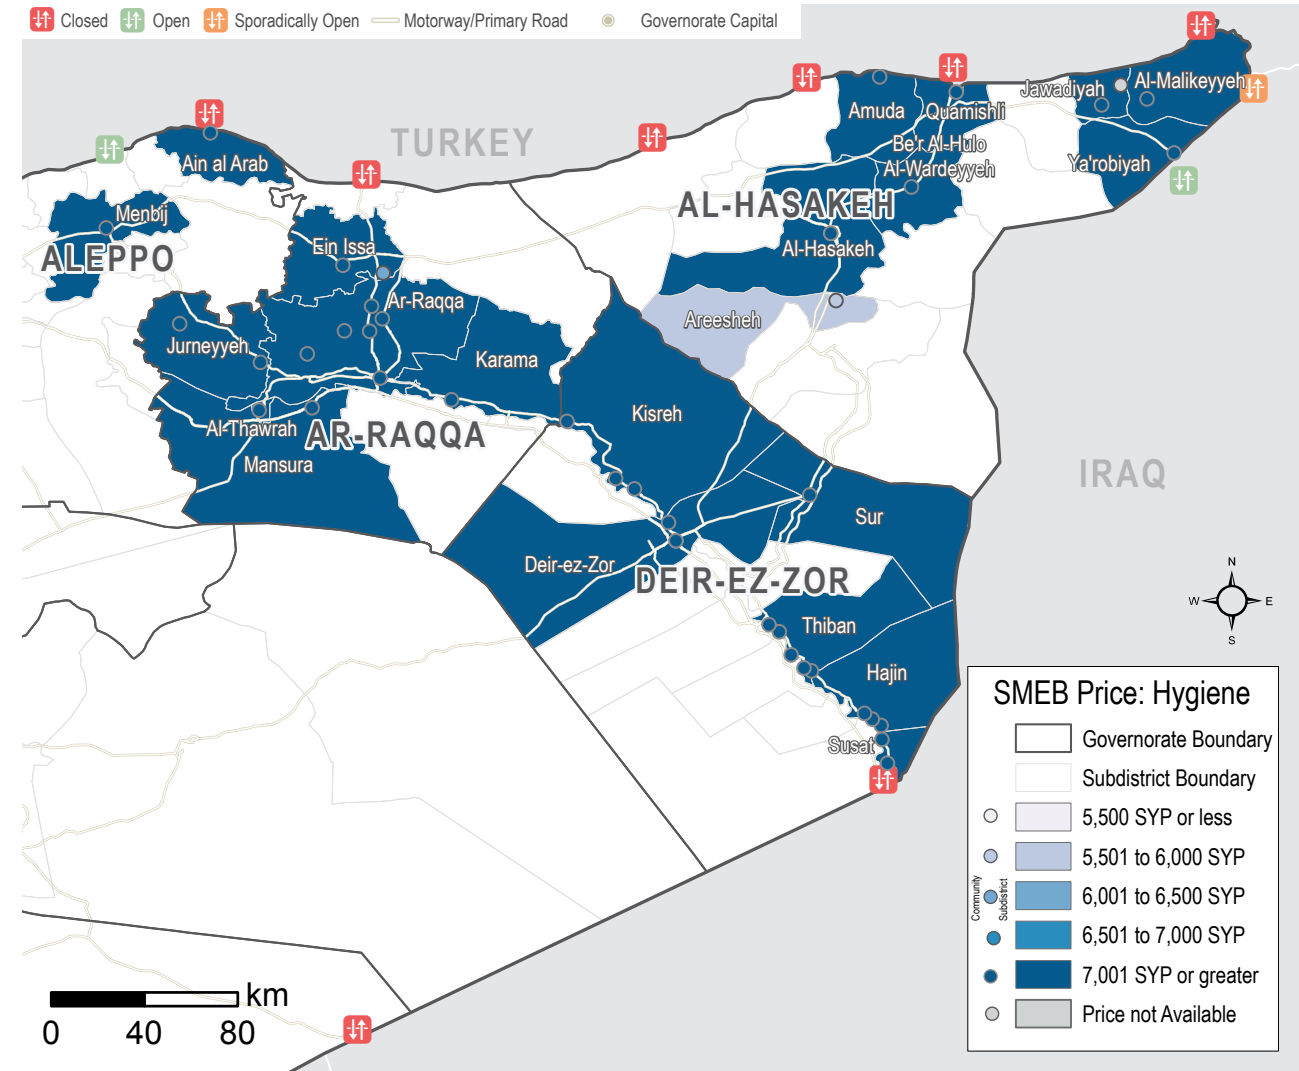 Closed Open Sporadically Open Motorway/Primary Road Governorate Capital
TURKEY
Ain al Arab
Menbij
ALEPPO
Ein Issa
Ar-Raqqa
Jurneyyeh
Karama
Al-Thawrah
AR-RAQQA
Mansura
Amuda
Quamishli
Jawadiyah
Al-Malikeyyeh
Be'r Al-Hulo
Al-Wardeyyeh
Ya'robiyah
AL-HASAKEH
Al-Hasakeh
Areesheh
Kisreh
IRAQ
Sur
Deir-ez-Zor
DEIR-EZ-ZOR
Thiban
Hajin
Susat
N
W E
S
SMEB Price: Hygiene
Governorate Boundary
Subdistrict Boundary
5,500 SYP or less
5,501 to 6,000 SYP
6,001 to 6,500 SYP
6,501 to 7,000 SYP
7,001 SYP or greater
Price not Available
Community
Subdistrict
km
0 40 80